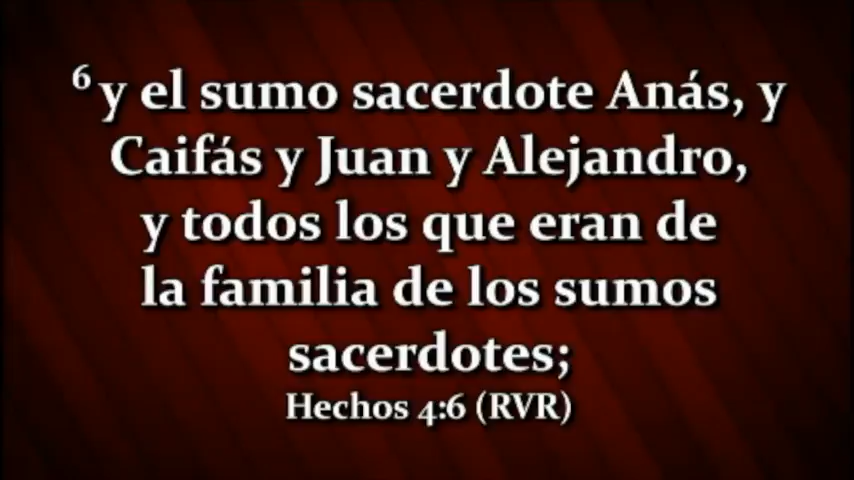 ⁶ y el sumo sacerdote Anás, y
Caifás y Juan y Alejandro,
y todos los que eran de
la familia de los sumos
sacerdotes;
Hechos 4:6 (RVR)